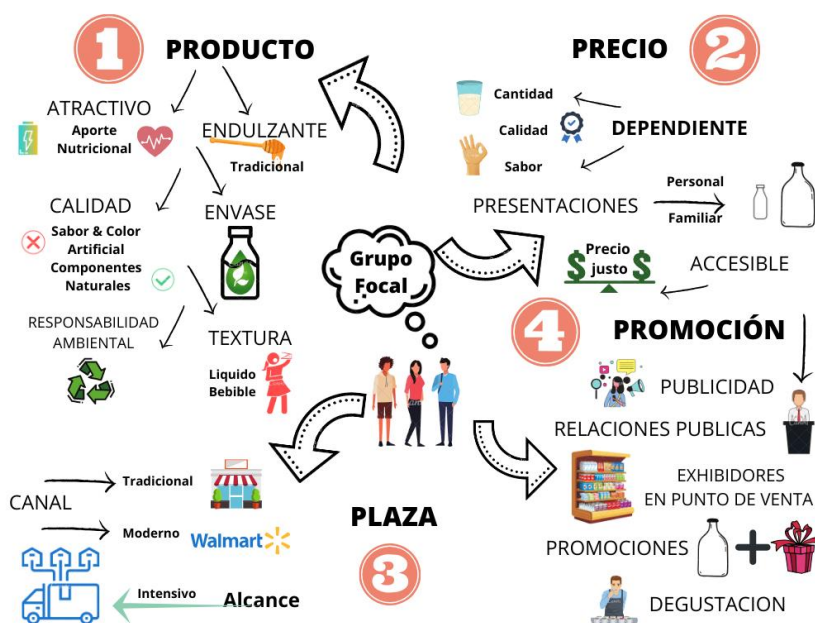 1
PRODUCTO
ATRACTIVO
Aporte
Nutricional
ENDULZANTE
Tradicional
CALIDAD
Sabor & Color
Artificial
Componentes
Naturales
ENVASE
RESPONSABILIDAD
AMBIENTAL
TEXTURA
Liquido
Bebible
Grupo
Focal
PRECIO
2
Cantidad
Calidad
Sabor
DEPENDIENTE
PRESENTACIONES
Personal
Familiar
Precio
justo
$ $
ACCESIBLE
4
PROMOCIÓN
PUBLICIDAD
RELACIONES PUBLICAS
EXHIBIDORES
EN PUNTO DE VENTA
PROMOCIONES
DEGUSTACION
PLAZA
3
CANAL
Tradicional
Moderno
Walmart
Intensivo
Alcance